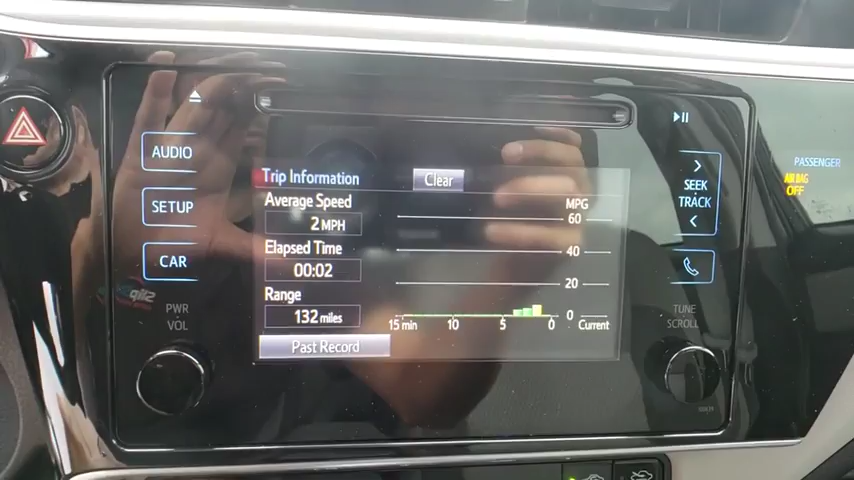 AUDIO
SETUP
CAR
PWR
VOL
Trip Information
Clear
Average Speed
2 MPH
Elapsed Time
00:02
Range
132 miles
Past Record
MPG
60
40
20
0
15 min 10 5 0 Current
SEEK
TRACK
TUNE
SCROLL
PASSENGER
AIR BAG
OFF